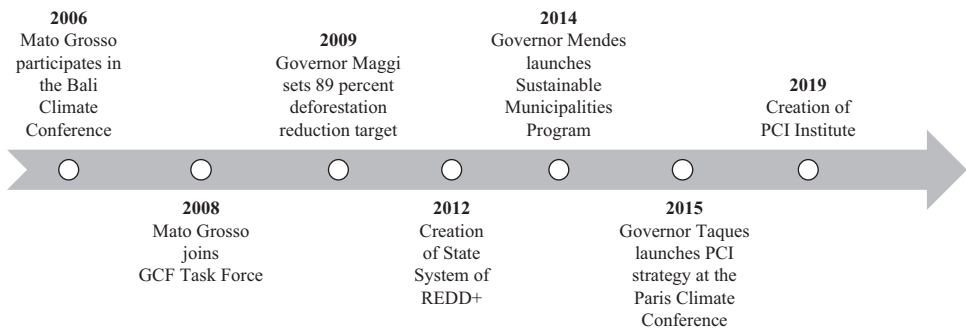 2006
Mato Grosso
participates in
the Bali
Climate
Conference
2008
Mato Grosso
joins
GCF Task Force
2009
Governor Maggi
sets 89 percent
deforestation
reduction target
2012
Creation
of State
System of
REDD+
2014
Governor Mendes
launches
Sustainable
Municipalities
Program
2015
Governor Taques
launches PCI
strategy at the
Paris Climate
Conference
2019
Creation of
PCI Institute